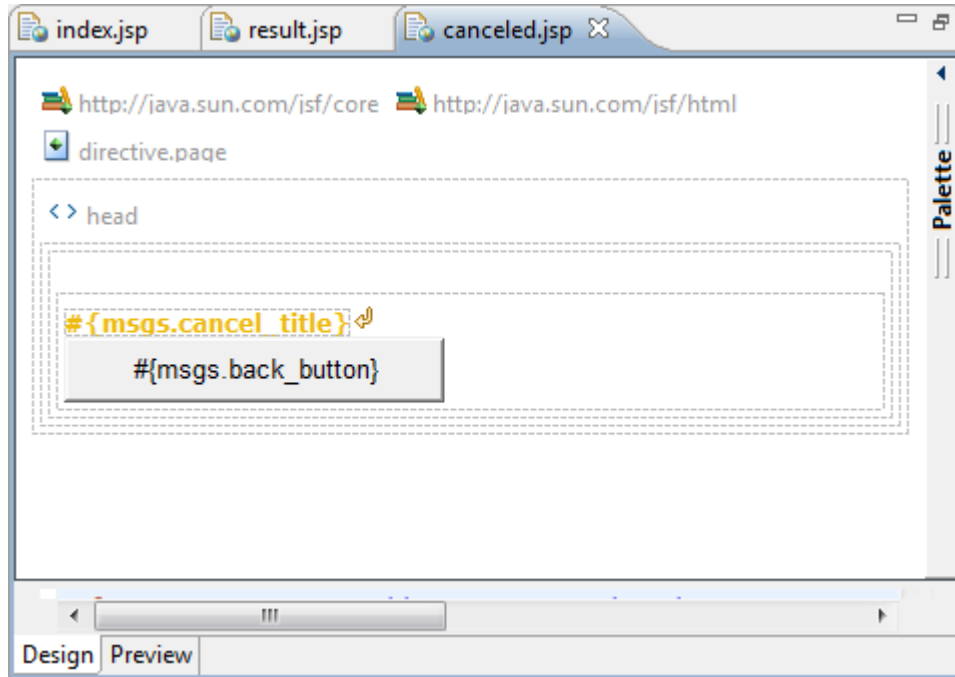 index.jsp result.jsp canceled.jsp
http://java.sun.com/jsf/core http://java.sun.com/jsf/html
directive.page
Palette
head
#{msgs.cancel_title}
#{msgs.back_button}
Design Preview